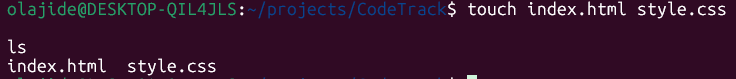 olajide@DESKTOP-QIL4JLS:~/projects/CodeTrack$ touch index.html style.css
ls
index.html  style.css